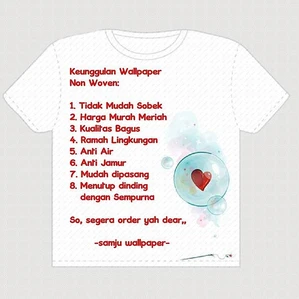 Keunggulan Wallpaper
Non Woven:
1. Tidak Mudah Sobek
2. Harga Murah Meriah
3. Kualitas Bagus
4. Ramah Lingkungan
5. Anti Air
6. Anti Jamur
7. Mudah dipasang
8. Menutup dinding
dengan Sempurna
So, segera order yah dear,,
-samju wallpaper-